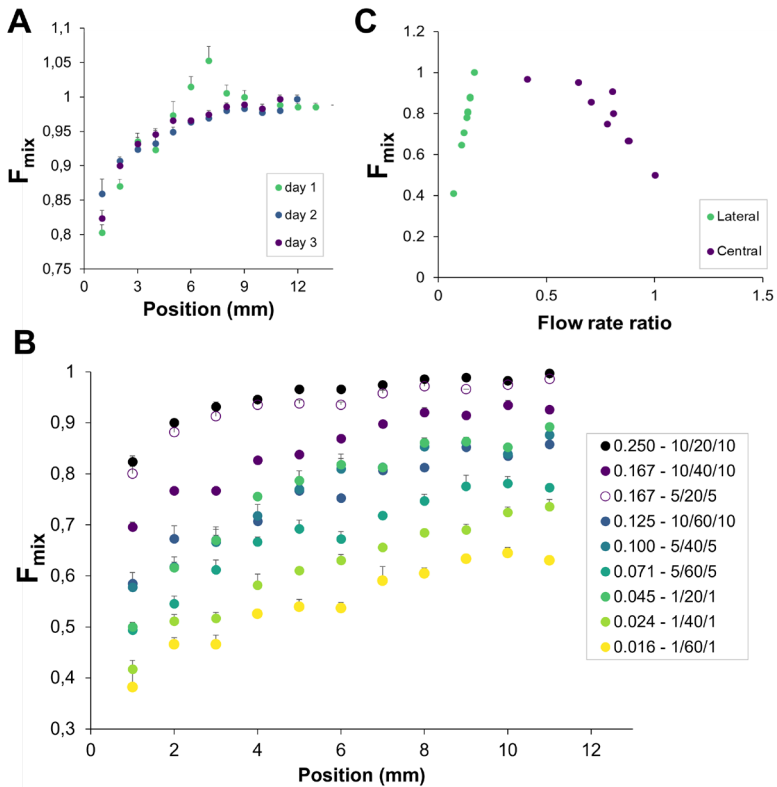 A
1,1
1,05
1
0,95
0,9
0,85
0,8
0,75
0
3
6
9
12
Fmix
Position (mm)
day 1
day 2
day 3
C
1.2
1
0.8
0.6
0.4
0.2
0
0
0.5
1
1.5
Fmix
Flow rate ratio
Lateral
Central
B
1
0,9
0,8
0,7
0,6
0,5
0,4
0,3
0
2
4
6
8
10
12
Fmix
Position (mm)
0.250 - 10/20/10
0.167 - 10/40/10
0.167 - 5/20/5
0.125 - 10/60/10
0.100 - 5/40/5
0.071 - 5/60/5
0.045 - 1/20/1
0.024 - 1/40/1
0.016 - 1/60/1